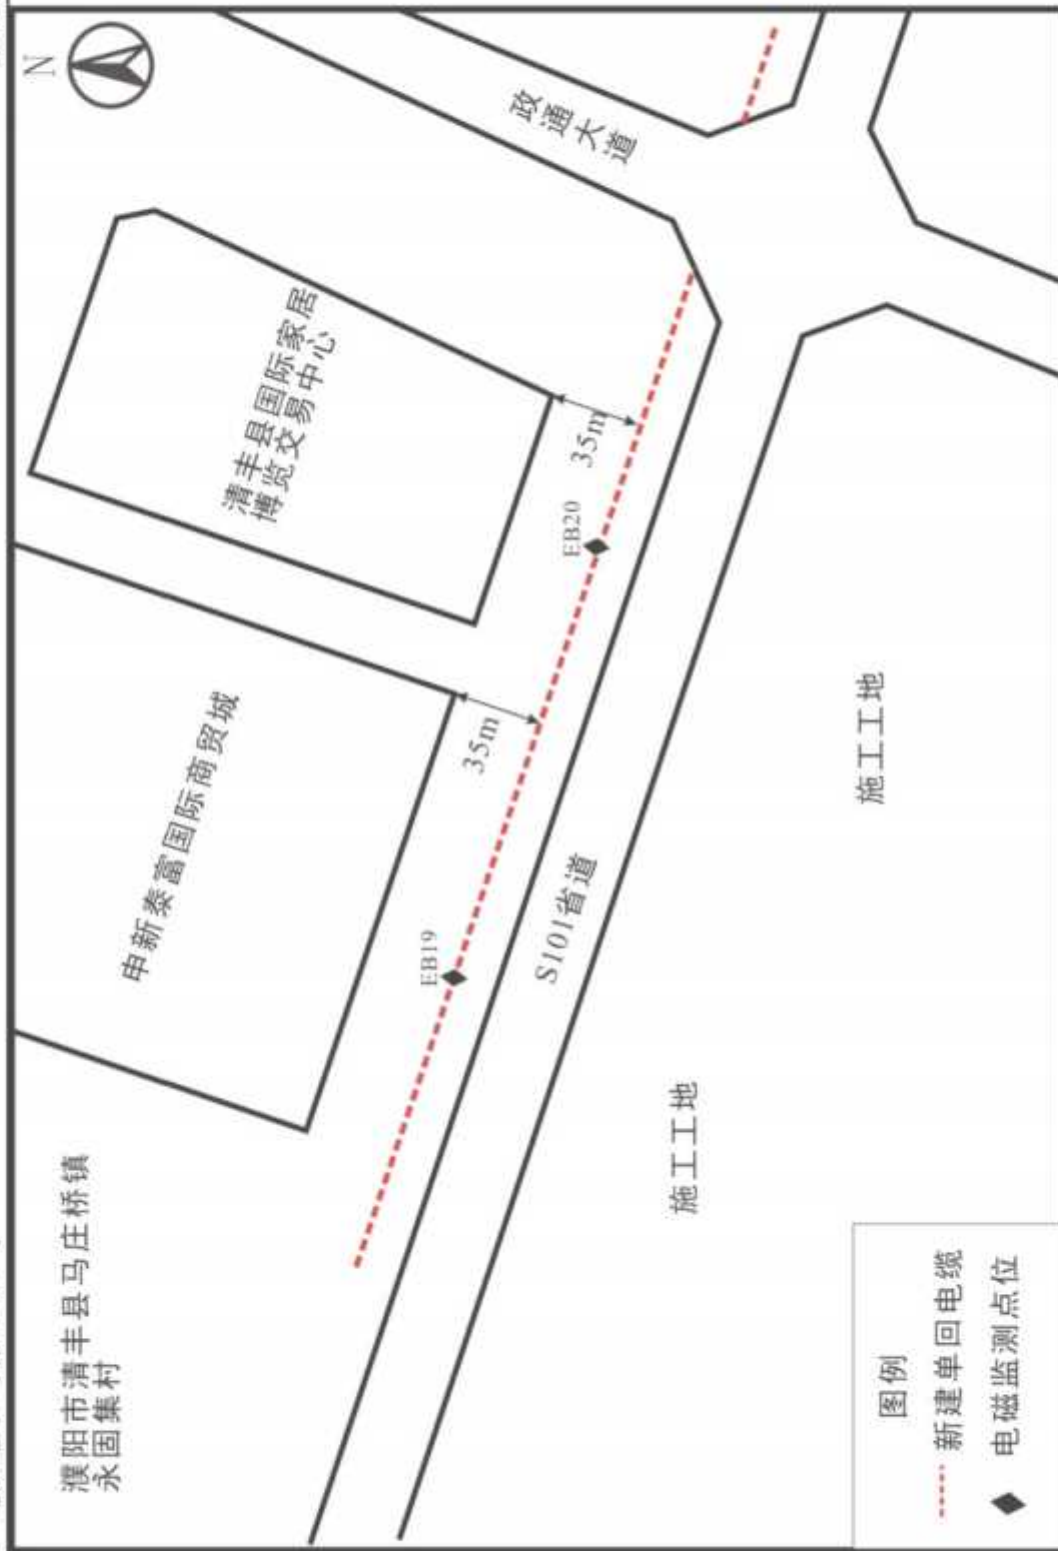 N
濮阳市清丰县马庄桥镇
永固集村
申新泰富国际商贸城
清丰县国际家居
博览交易中心
政通大道
35m
35m
EB19
EB20
S101省道
施工工地
施工工地
图例
新建单回电缆
电磁监测点位